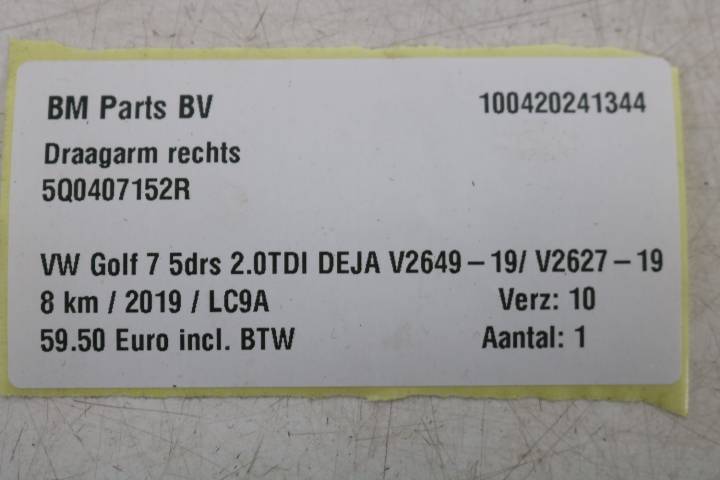 BM Parts BV 100420241344
Draagarm rechts
5Q0407152R
VW Golf 7 5drs 2.0TDI DEJA V2649 – 19/ V2627 – 19
8 km / 2019 / LC9A Verz: 10
59.50 Euro incl. BTW Aantal: 1